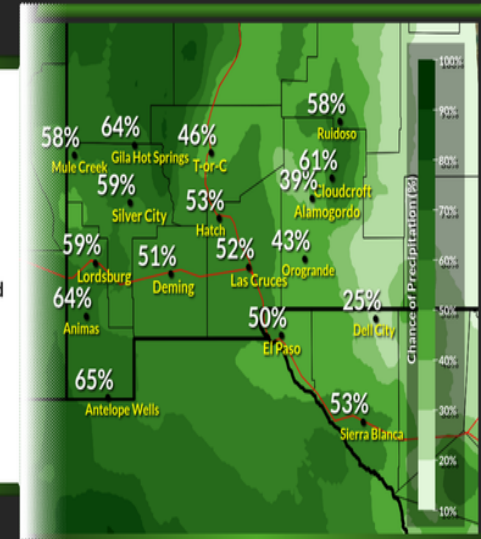 58%
Mule Creek
64%
Gila Hot Springs
46%
T-or-C
58%
Ruidoso
59%
Silver City
53%
Hatch
61%
Cloudcroft
39%
Alamogordo
59%
Lordsburg
51%
Deming
52%
Las Cruces
43%
Orogrande
64%
Animas
50%
El Paso
25%
Dell City
65%
Antelope Wells
53%
Sierra Blanca
Chance of Precipitation (%)
100%
90%
80%
70%
60%
50%
40%
30%
20%
10%